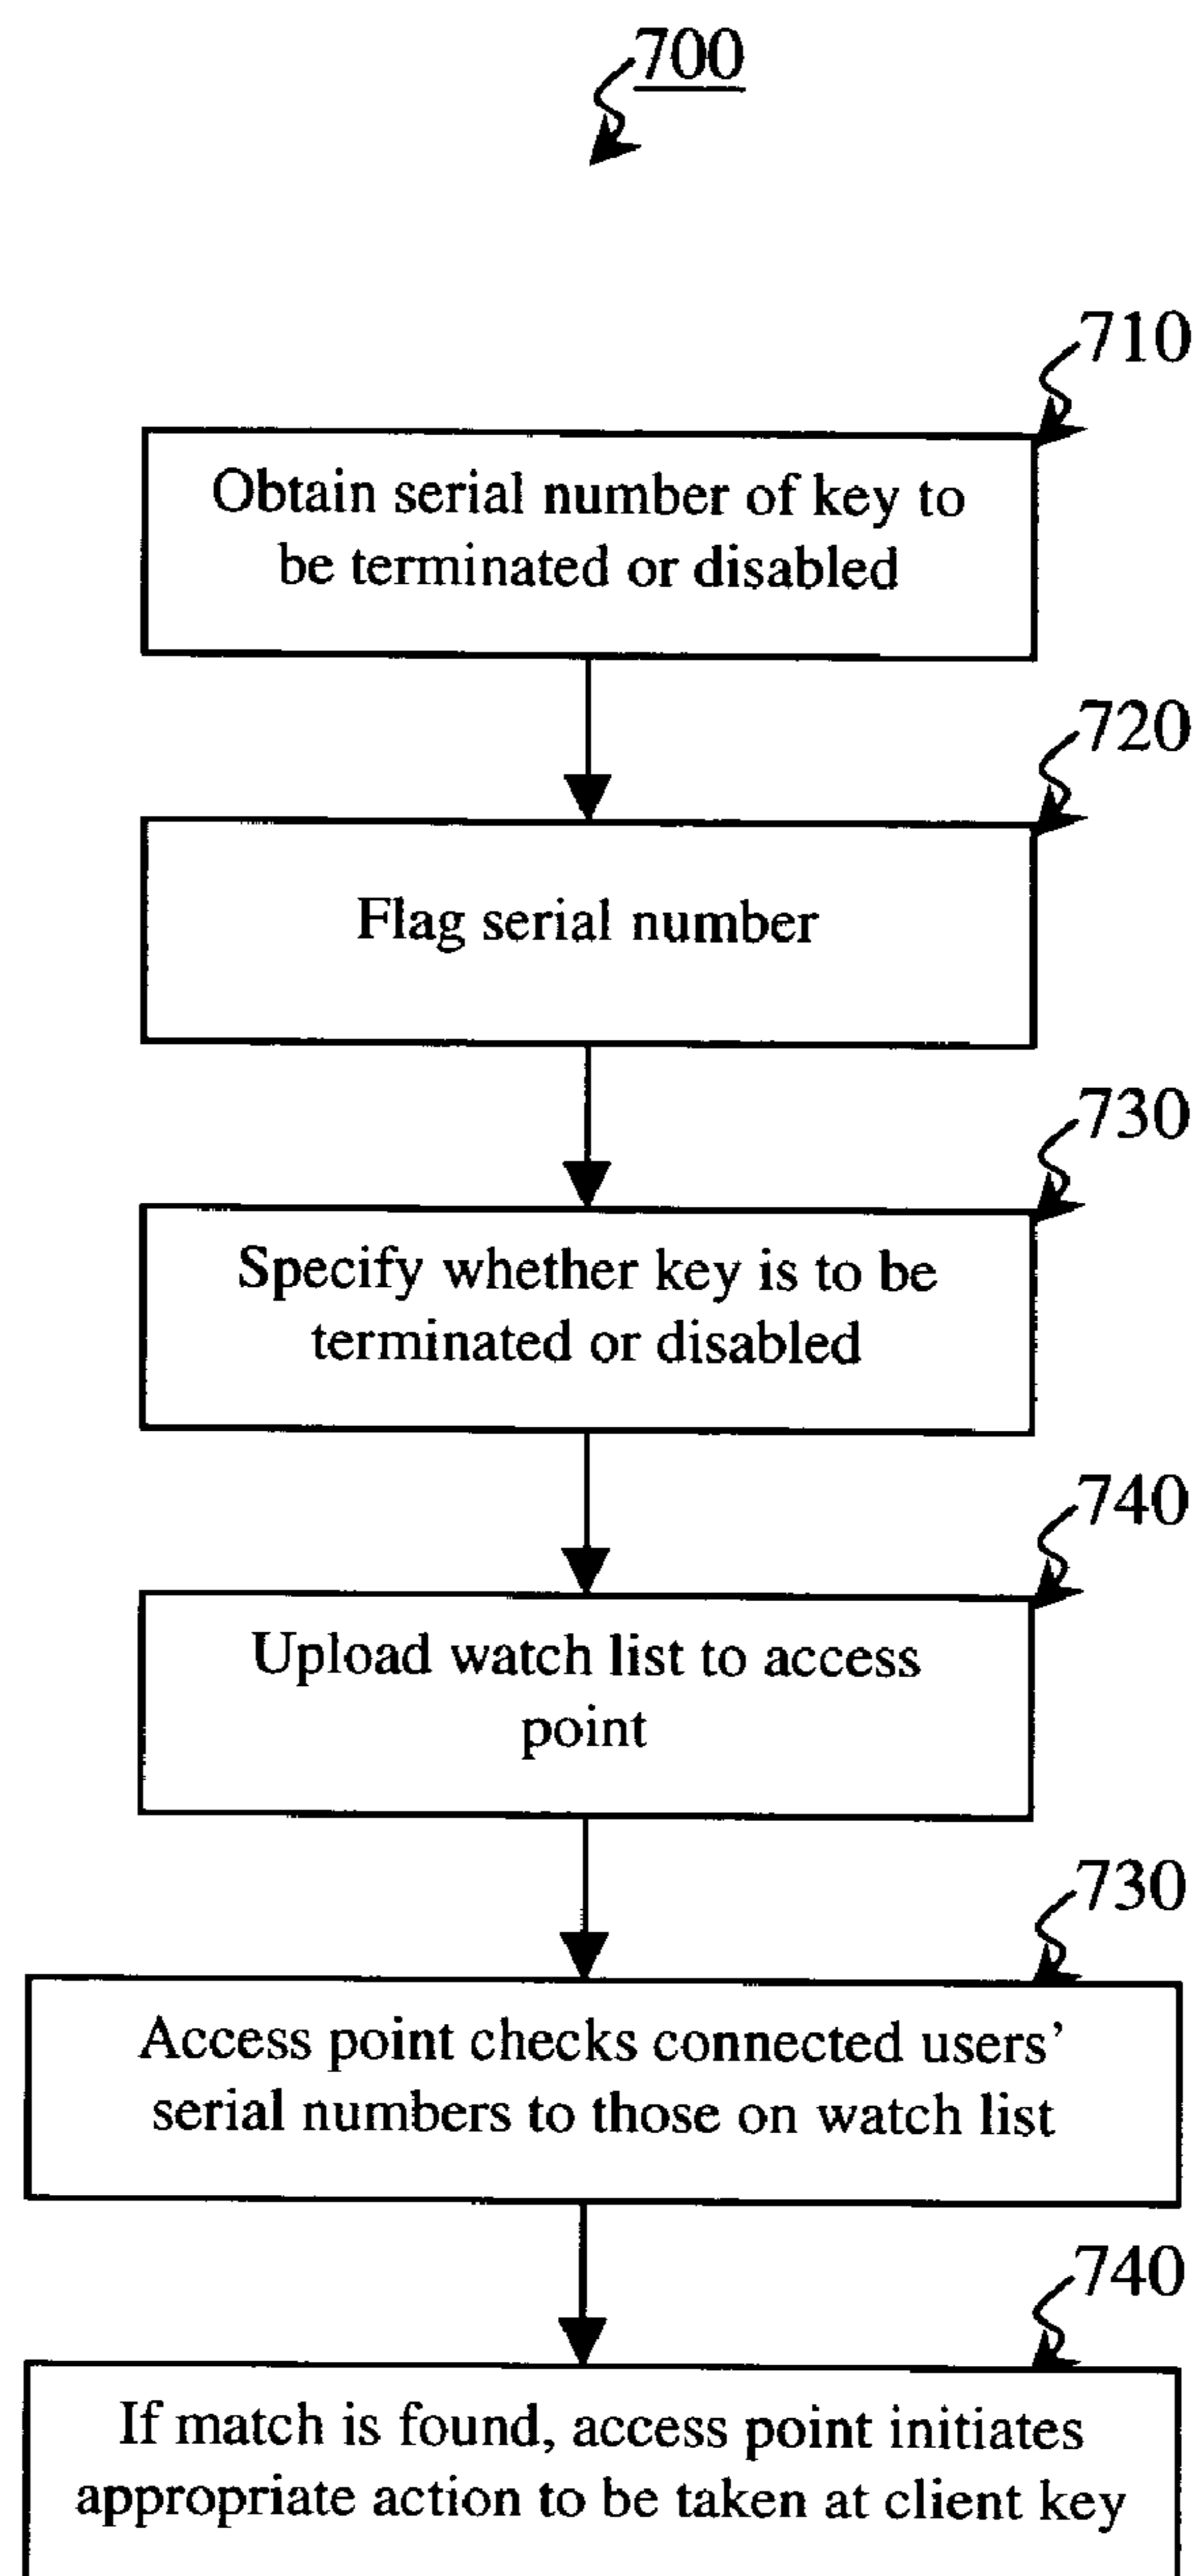 700
710
Obtain serial number of key to
be terminated or disabled
720
Flag serial number
730
Specify whether key is to be
terminated or disabled
740
Upload watch list to access
point
730
Access point checks connected users’
serial numbers to those on watch list
740
If match is found, access point initiates
appropriate action to be taken at client key